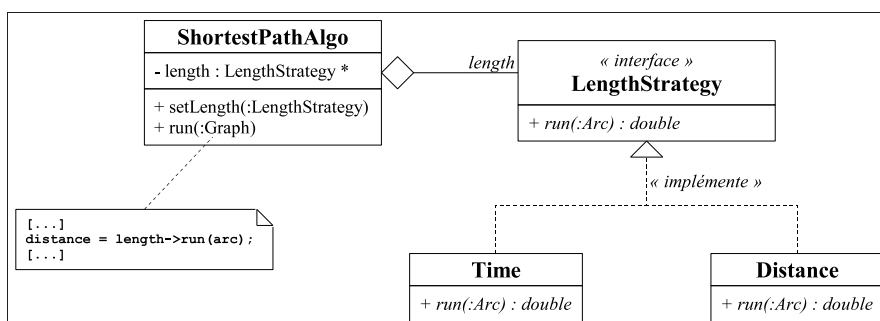 ShortestPathAlgo
- length : LengthStrategy *
+ setLength(:LengthStrategy)
+ run(:Graph)
length
« interface »
LengthStrategy
+ run(:Arc) : double
« implémente »
[...]
distance = length->run(arc);
[...]
Time
+ run(:Arc) : double
Distance
+ run(:Arc) : double